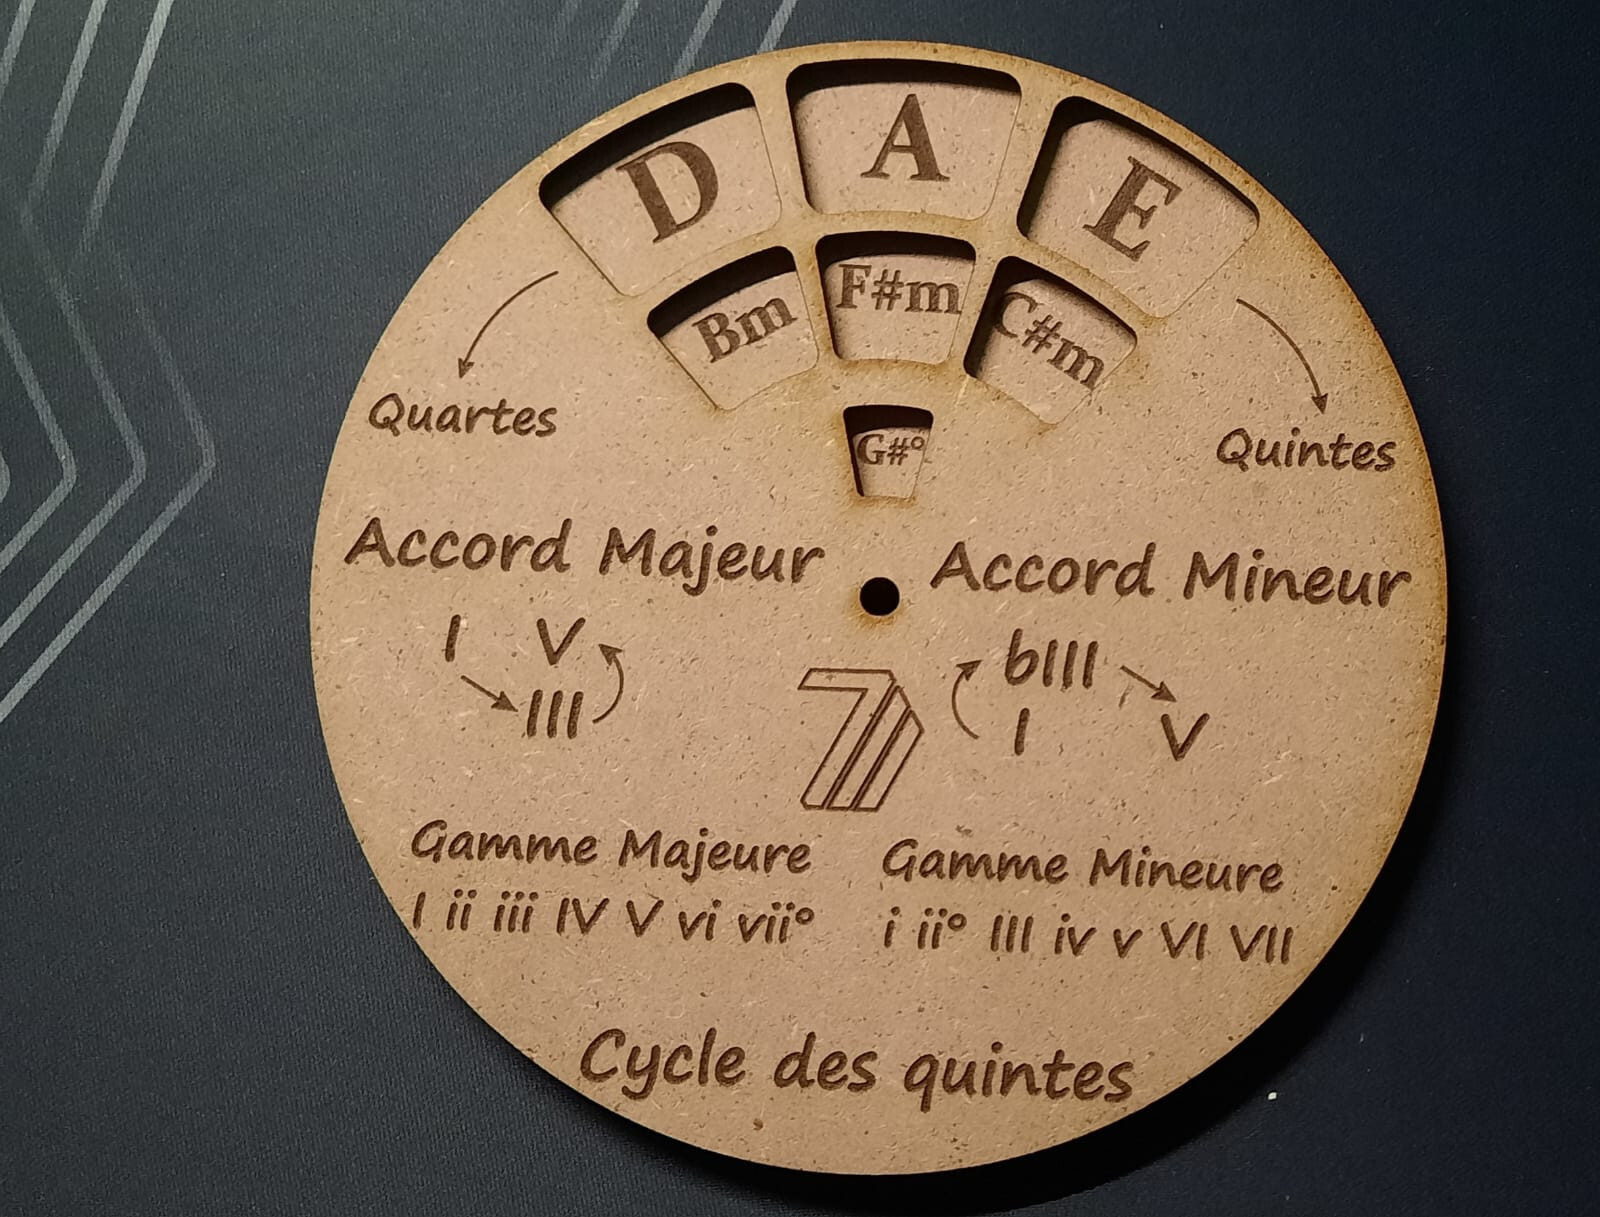 D A E
Bm F#m C#m
G#°
Quartes
Quintes
Accord Majeur
I V
III
Accord Mineur
bIII
I V
Gamme Majeure
I ii iii IV V vi vii°
Gamme Mineure
i ii° III iv v VI VII
Cycle des quintes